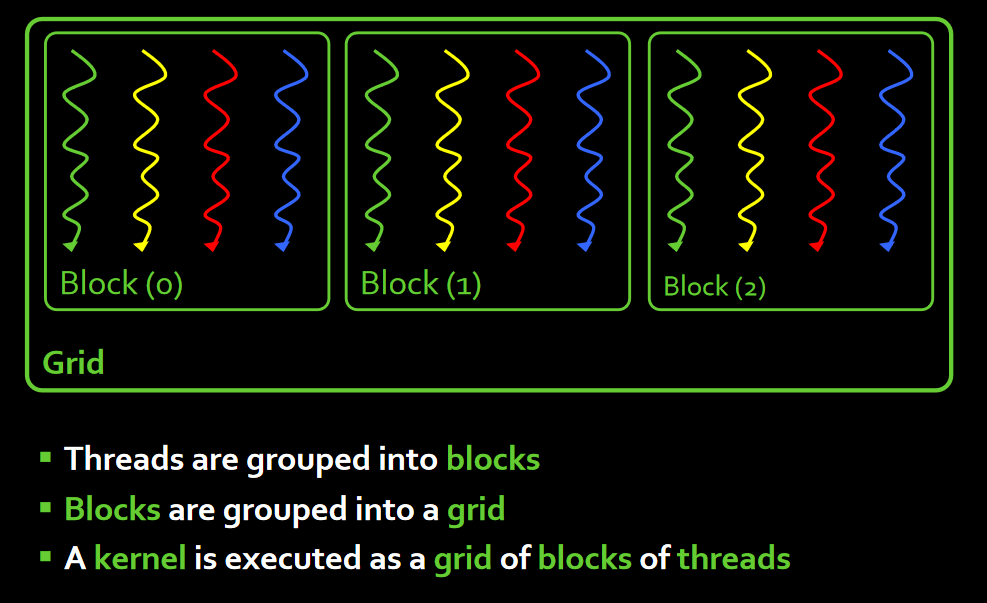 Block (0)
Block (1)
Block (2)
Grid
▪ Threads are grouped into blocks
▪ Blocks are grouped into a grid
▪ A kernel is executed as a grid of blocks of threads